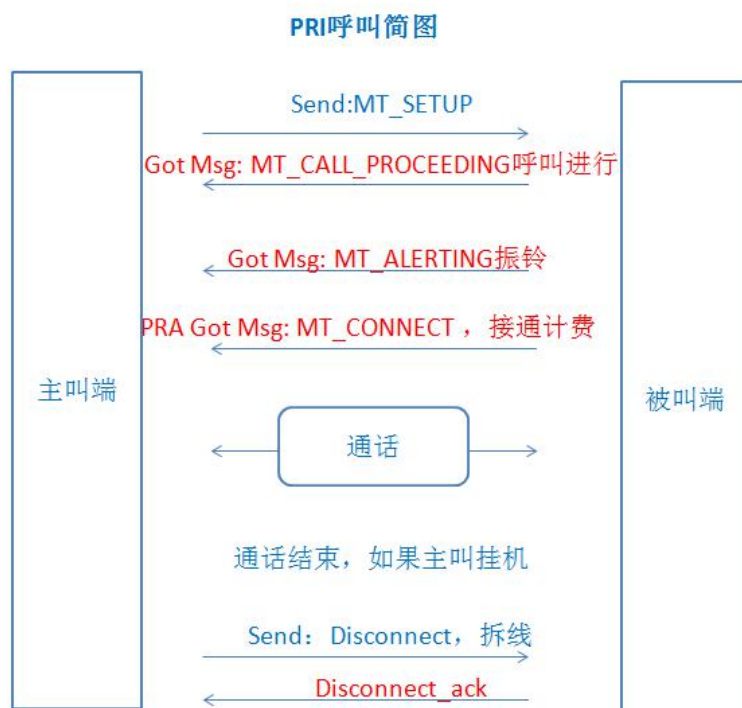 PRI呼叫简图
Send:MT_SETUP
Got Msg: MT_CALL_PROCEEDING呼叫进行
Got Msg: MT_ALERTING振铃
PRA Got Msg: MT_CONNECT ，接通计费
主叫端
被叫端
通话
通话结束，如果主叫挂机
Send：Disconnect，拆线
Disconnect_ack